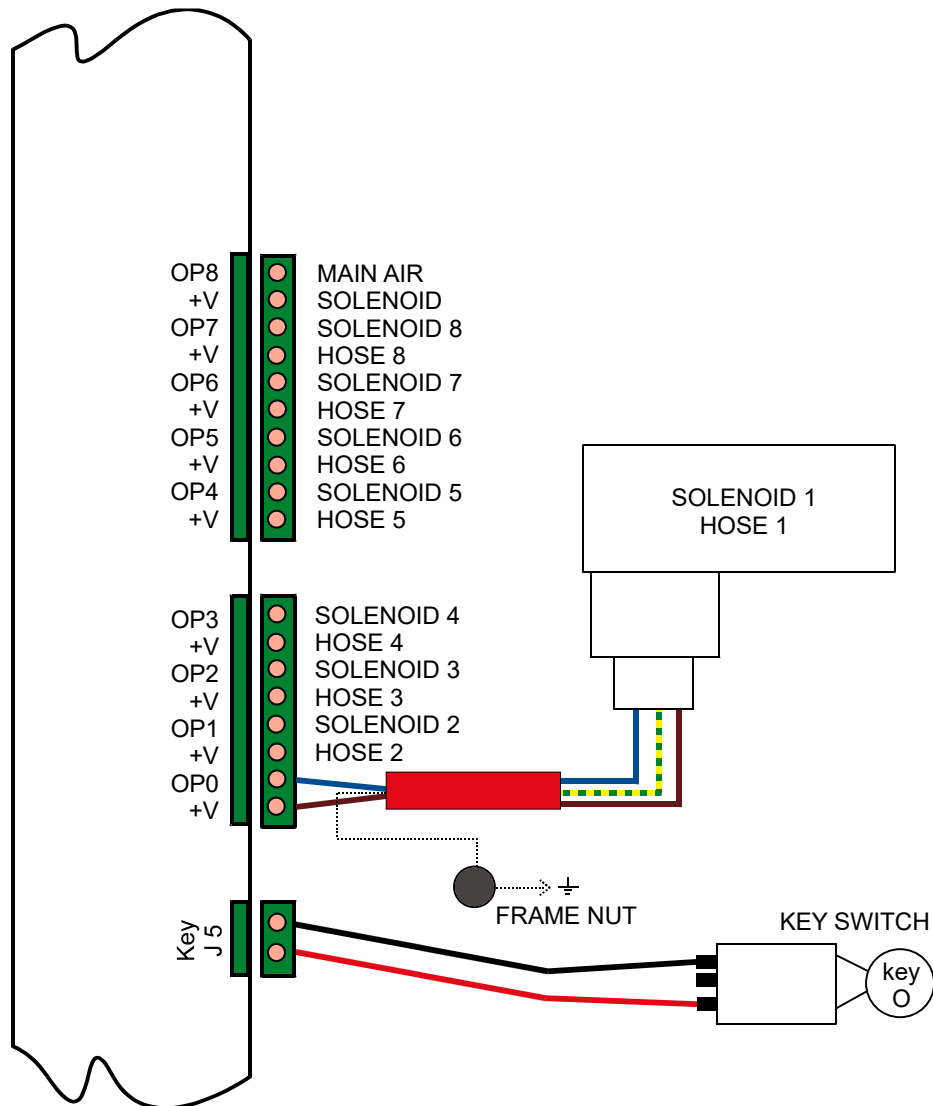 OP8 MAIN AIR
+V SOLENOID
OP7 SOLENOID 8
+V HOSE 8
OP6 SOLENOID 7
+V HOSE 7
OP5 SOLENOID 6
+V HOSE 6
OP4 SOLENOID 5
+V HOSE 5
SOLENOID 1
HOSE 1
OP3 SOLENOID 4
+V HOSE 4
OP2 SOLENOID 3
+V HOSE 3
OP1 SOLENOID 2
+V HOSE 2
OP0
+V
FRAME NUT
Key
J 5
KEY SWITCH
key
O